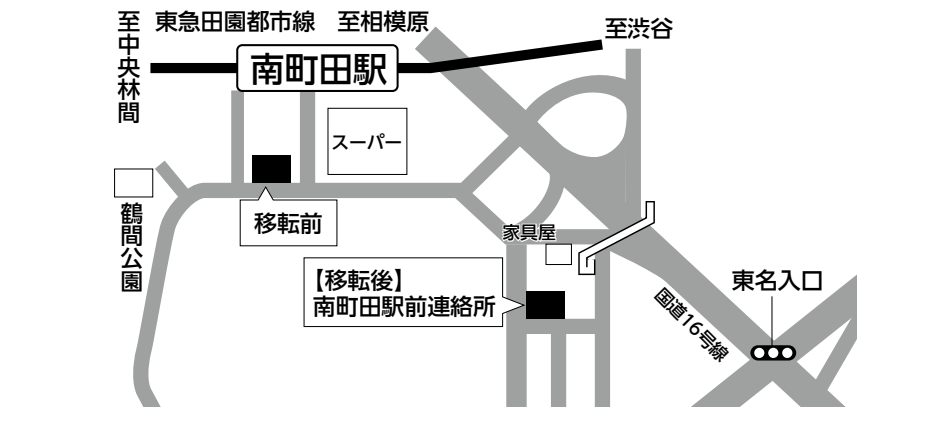 至中央林間
東急田園都市線
至相模原
至渋谷
南町田駅
スーパー
鶴間公園
移転前
家具屋
【移転後】
南町田駅前連絡所
国道16号線
東名入口